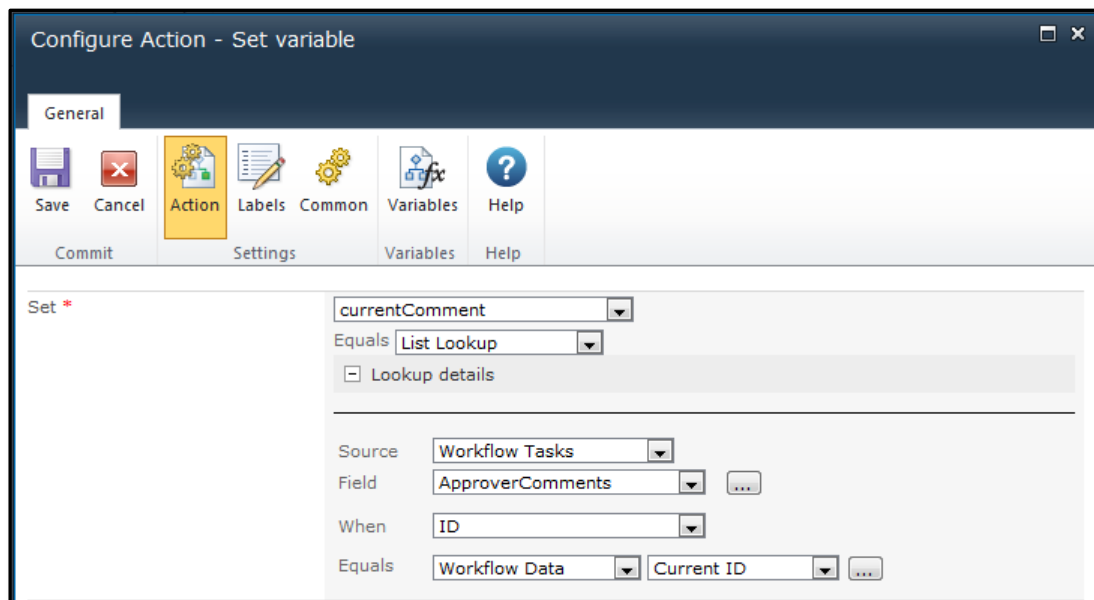 Configure Action - Set variable
General
Save Cancel Action Labels Common Variables Help
Commit Settings Variables Help
Set * currentComment
Equals List Lookup
Lookup details
Source Workflow Tasks
Field ApproverComments ...
When ID
Equals Workflow Data Current ID ...